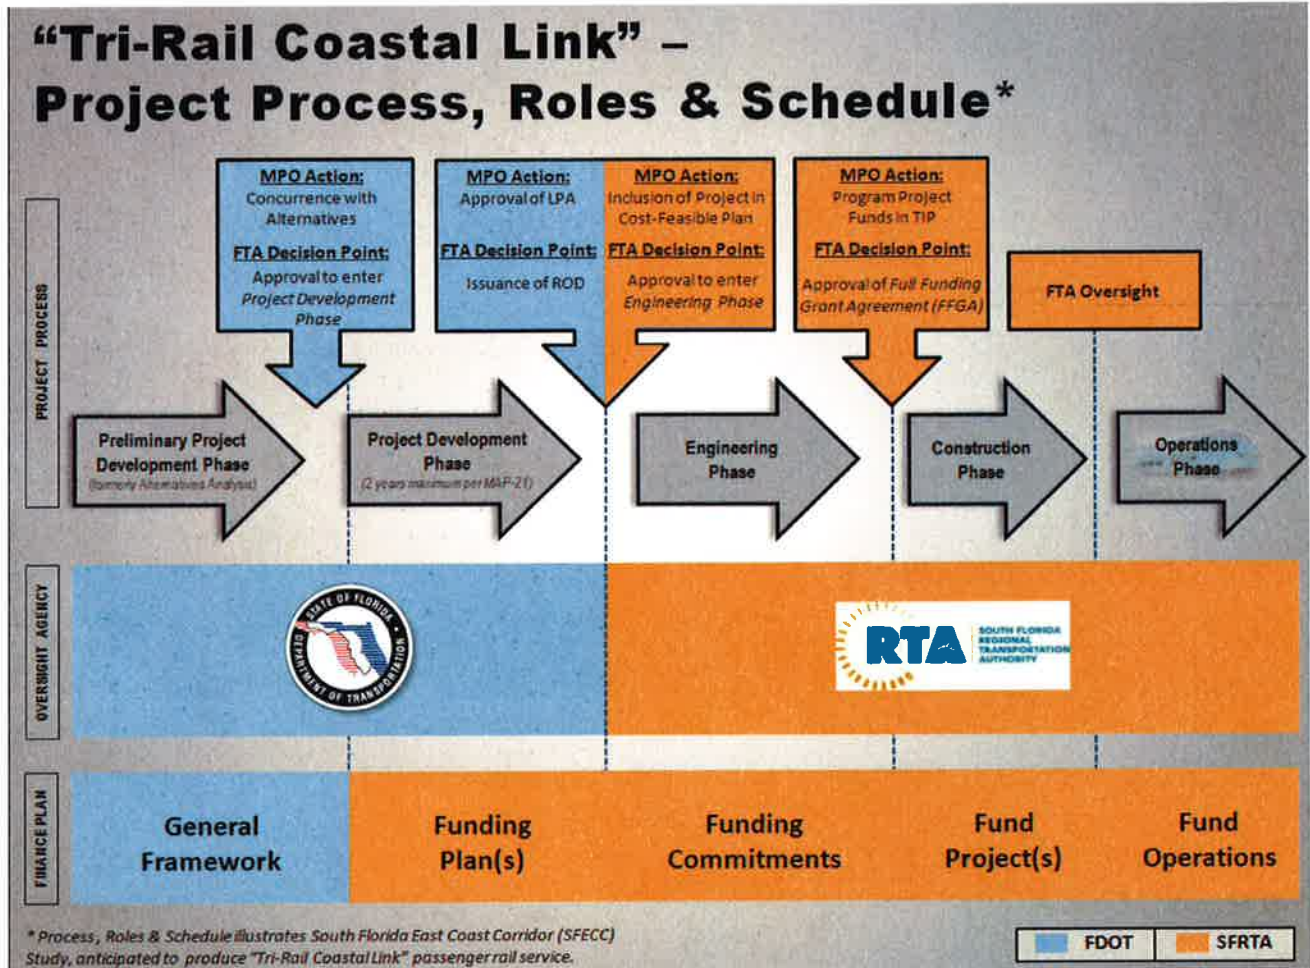 “Tri-Rail Coastal Link” –
Project Process, Roles & Schedule*
MPO Action:
Concurrence with
Alternatives
FTA Decision Point:
Approval to enter
Project Development
Phase
MPO Action:
Approval of LPA
FTA Decision Point:
Issuance of ROD
MPO Action:
Inclusion of Project in
Cost-Feasible Plan
FTA Decision Point:
Approval to enter
Engineering Phase
MPO Action:
Program Project
Funds in TIP
FTA Decision Point:
Approval of Full Funding
Grant Agreement (FFGA)
FTA Oversight
PROJECT PROCESS
Preliminary Project
Development Phase
(formerly Alternatives Analysis)
Project Development
Phase
(2 years maximum per MAP-21)
Engineering
Phase
Construction
Phase
Operations
Phase
OVERSIGHT AGENCY
STATE OF FLORIDA
DEPARTMENT OF TRANSPORTATION
RTA
SOUTH FLORIDA
REGIONAL
TRANSPORTATION
AUTHORITY
FINANCE PLAN
General
Framework
Funding
Plan(s)
Funding
Commitments
Fund
Project(s)
Fund
Operations
* Process, Roles & Schedule illustrates South Florida East Coast Corridor (SFECC)
Study, anticipated to produce "Tri-Rail Coastal Link" passenger rail service.
FDOT
SFRTA